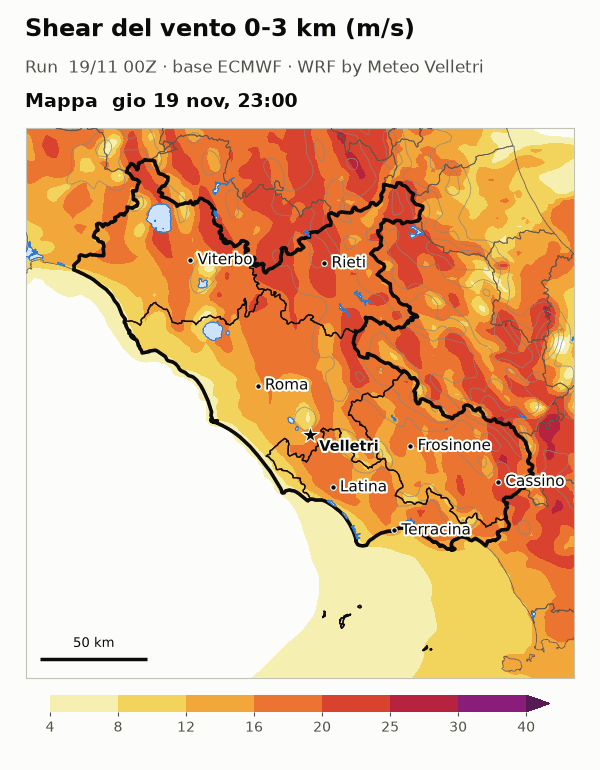 Shear del vento 0-3 km (m/s)
Run  19/11 00Z · base ECMWF · WRF by Meteo Velletri
Mappa  gio 19 nov, 23:00
Viterbo
Rieti
Roma
Velletri
Frosinone
Cassino
Latina
Terracina
50 km
4 8 12 16 20 25 30 40